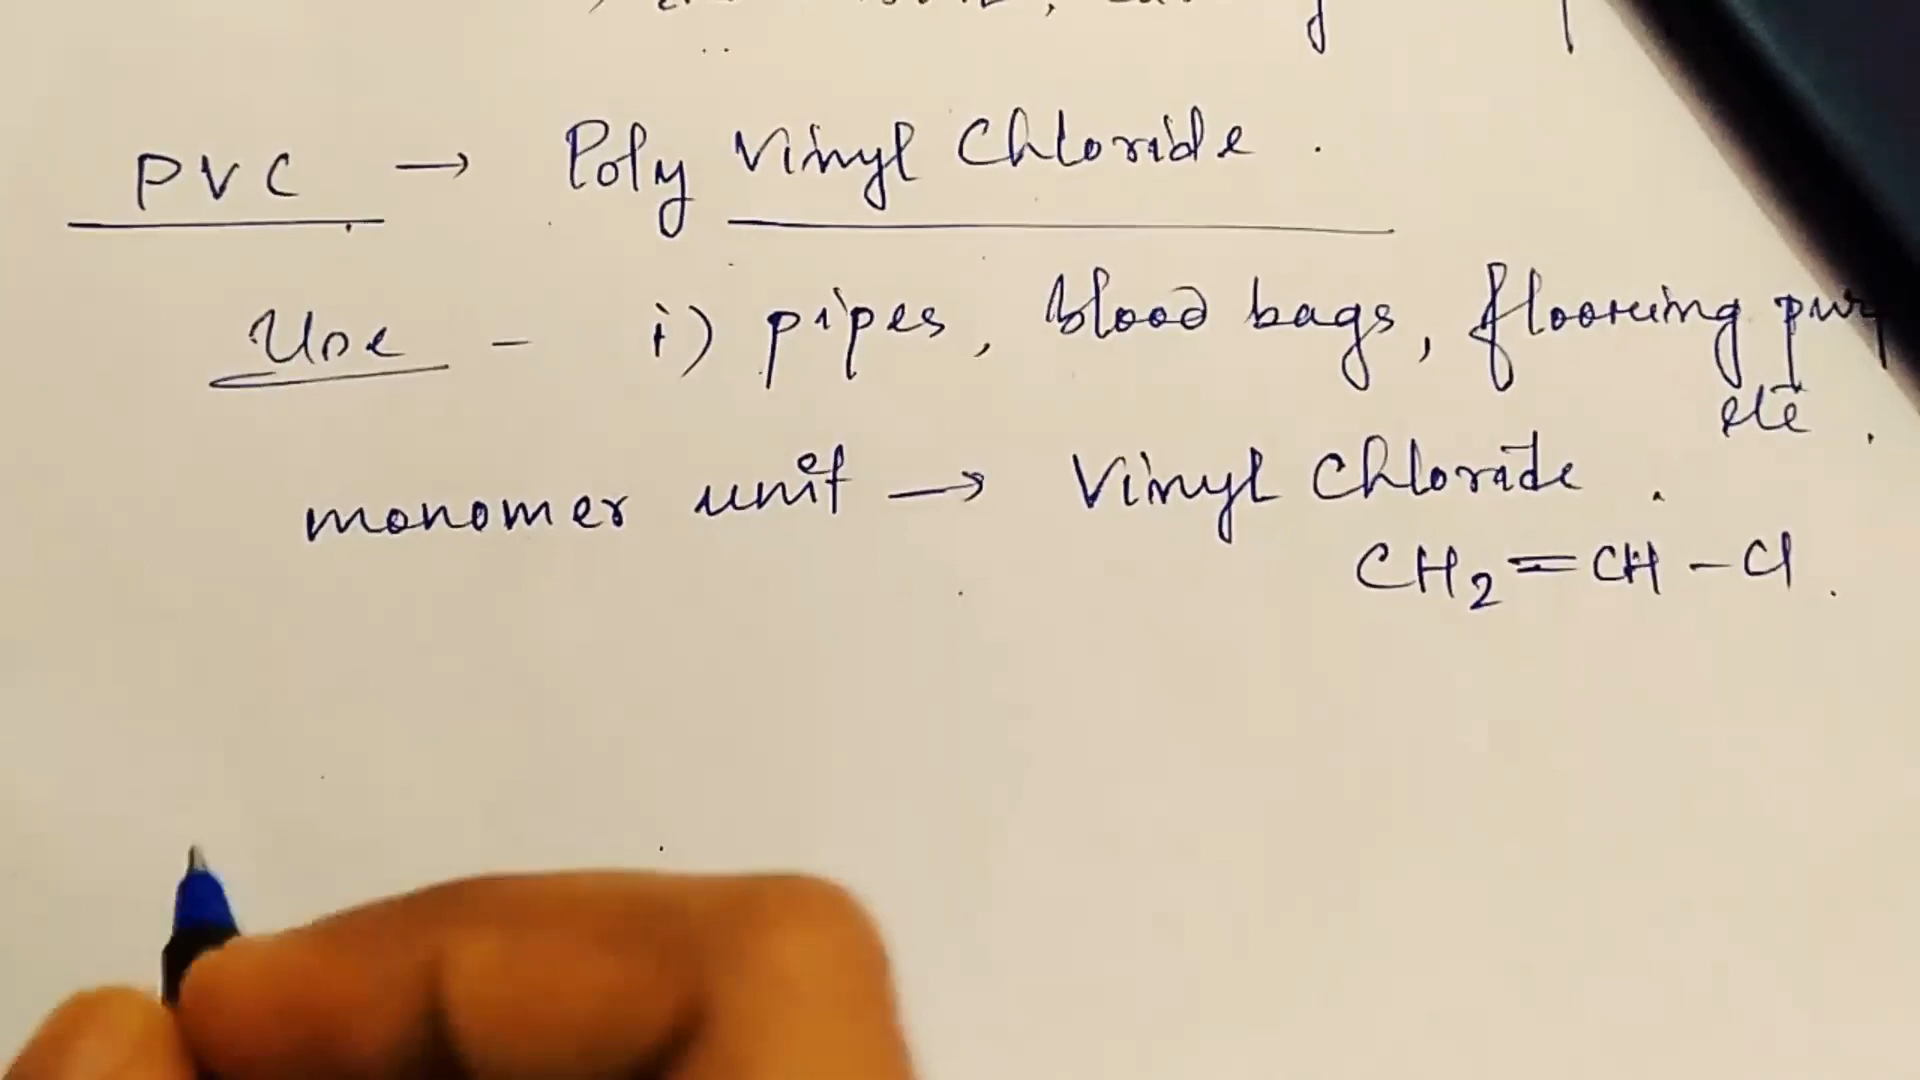 PVC → Poly Vinyl Chloride .
Use - i) pipes, blood bags, flooring
etc .
monomer unit → Vinyl Chloride .
CH₂=CH-Cl .